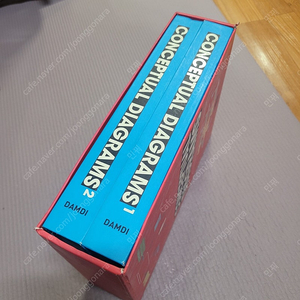 CONCEPTUAL DIAGRAMS 2
DAMDI
CONCEPTUAL DIAGRAMS 1
DAMDI